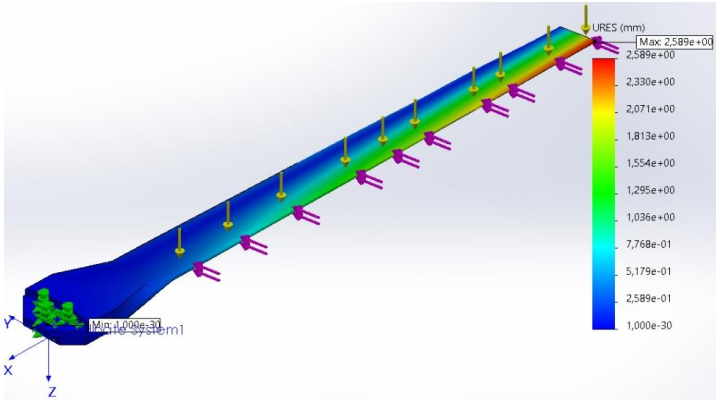 URES (mm)
Max: 2,589e+00
2,589e+00
2,330e+00
2,071e+00
1,813e+00
1,554e+00
1,295e+00
1,036e+00
7,768e-01
5,179e-01
2,589e-01
1,000e-30
Min: 1,000e-30
system1
Y
X
Z